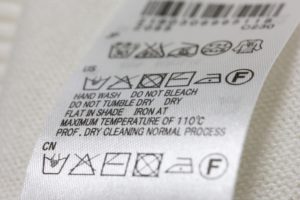 US
HAND WASH DO NOT BLEACH
DO NOT TUMBLE DRY DRY
FLAT IN SHADE IRON AT
MAXIMUM TEMPERATURE OF 110°C
PROF. DRY CLEANING NORMAL PROCESS
CN
F